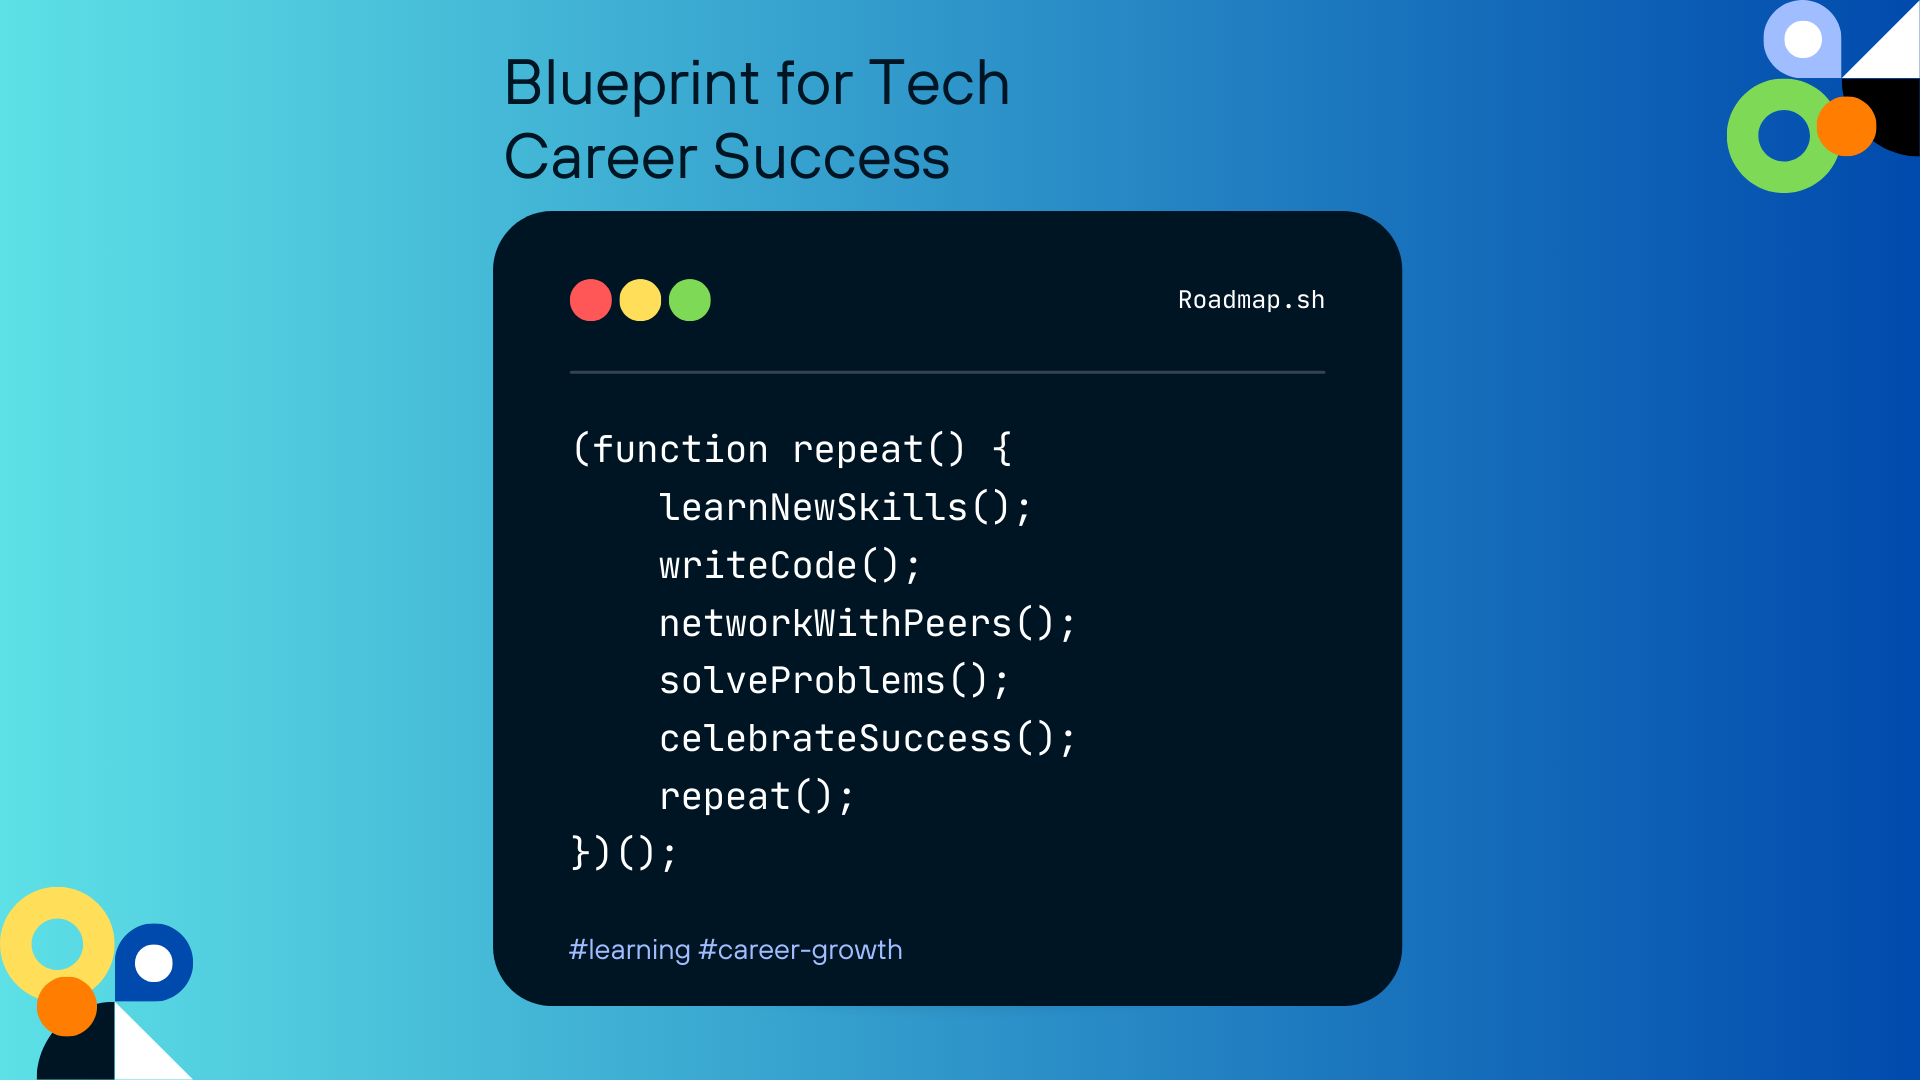 Blueprint for Tech
Career Success
Roadmap.sh
(function repeat() {
    learnNewSkills();
    writeCode();
    networkWithPeers();
    solveProblems();
    celebrateSuccess();
    repeat();
})();
#learning #career-growth